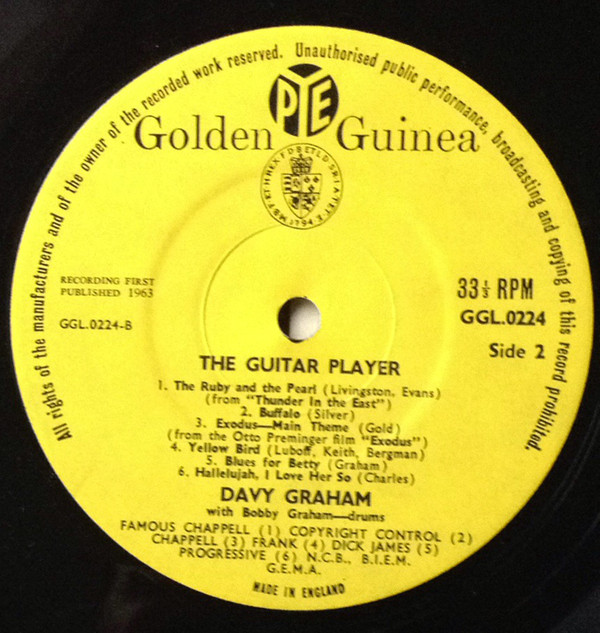 All rights of the manufacturers and of the owner of the recorded work reserved. Unauthorised public performance, broadcasting and copying of this record prohibited.
PYE
Golden Guinea
RECORDING FIRST
PUBLISHED 1963
GGL.0224-B
33⅓ RPM
GGL.0224
Side 2
THE GUITAR PLAYER
1. The Ruby and the Pearl (Livingston, Evans)
(from "Thunder In the East")
2. Buffalo (Silver)
3. Exodus—Main Theme (Gold)
(from the Otto Preminger film "Exodus")
4. Yellow Bird (Luboff, Keith, Bergman)
5. Blues for Betty (Graham)
6. Hallelujah, I Love Her So (Charles)
DAVY GRAHAM
with Bobby Graham—drums
FAMOUS CHAPPELL (1) COPYRIGHT CONTROL (2)
CHAPPELL (3) FRANK (4) DICK JAMES (5)
PROGRESSIVE (6) N.C.B., B.I.E.M.
G.E.M.A.
MADE IN ENGLAND